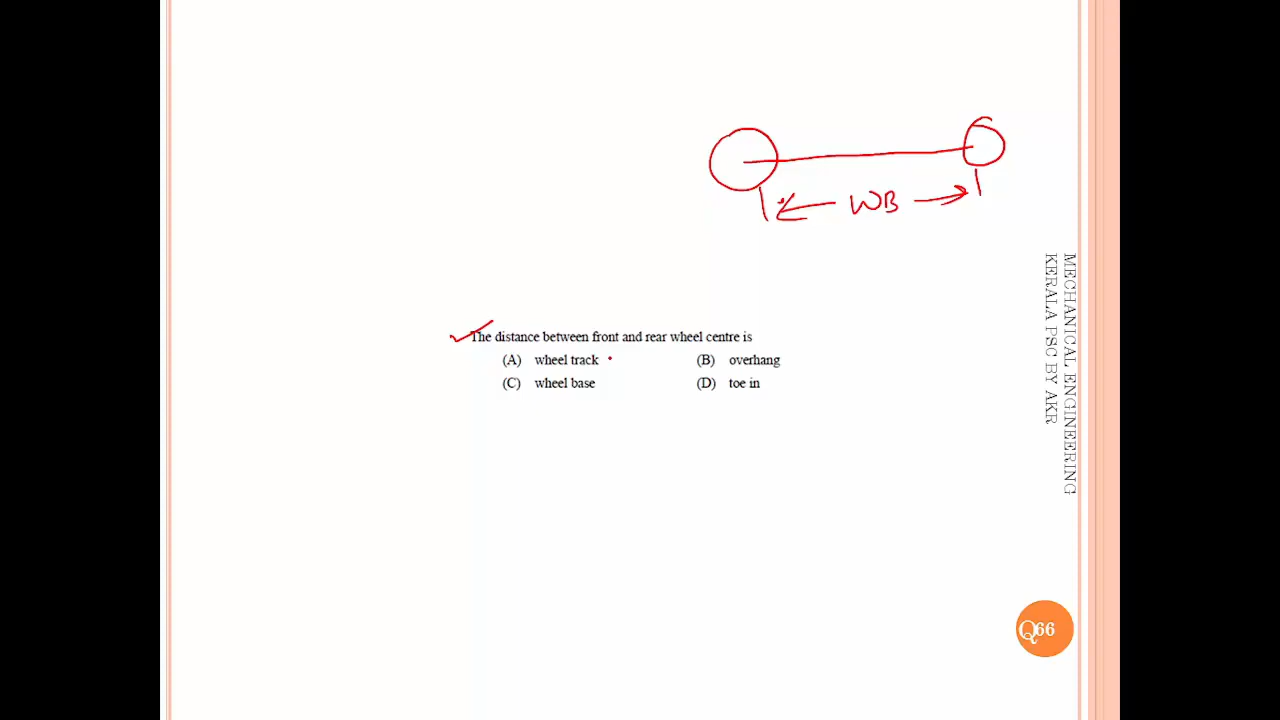 WB
The distance between front and rear wheel centre is
(A) wheel track (B) overhang
(C) wheel base (D) toe in
MECHANICAL ENGINEERING
KERALA PSC BY AKR
Q66